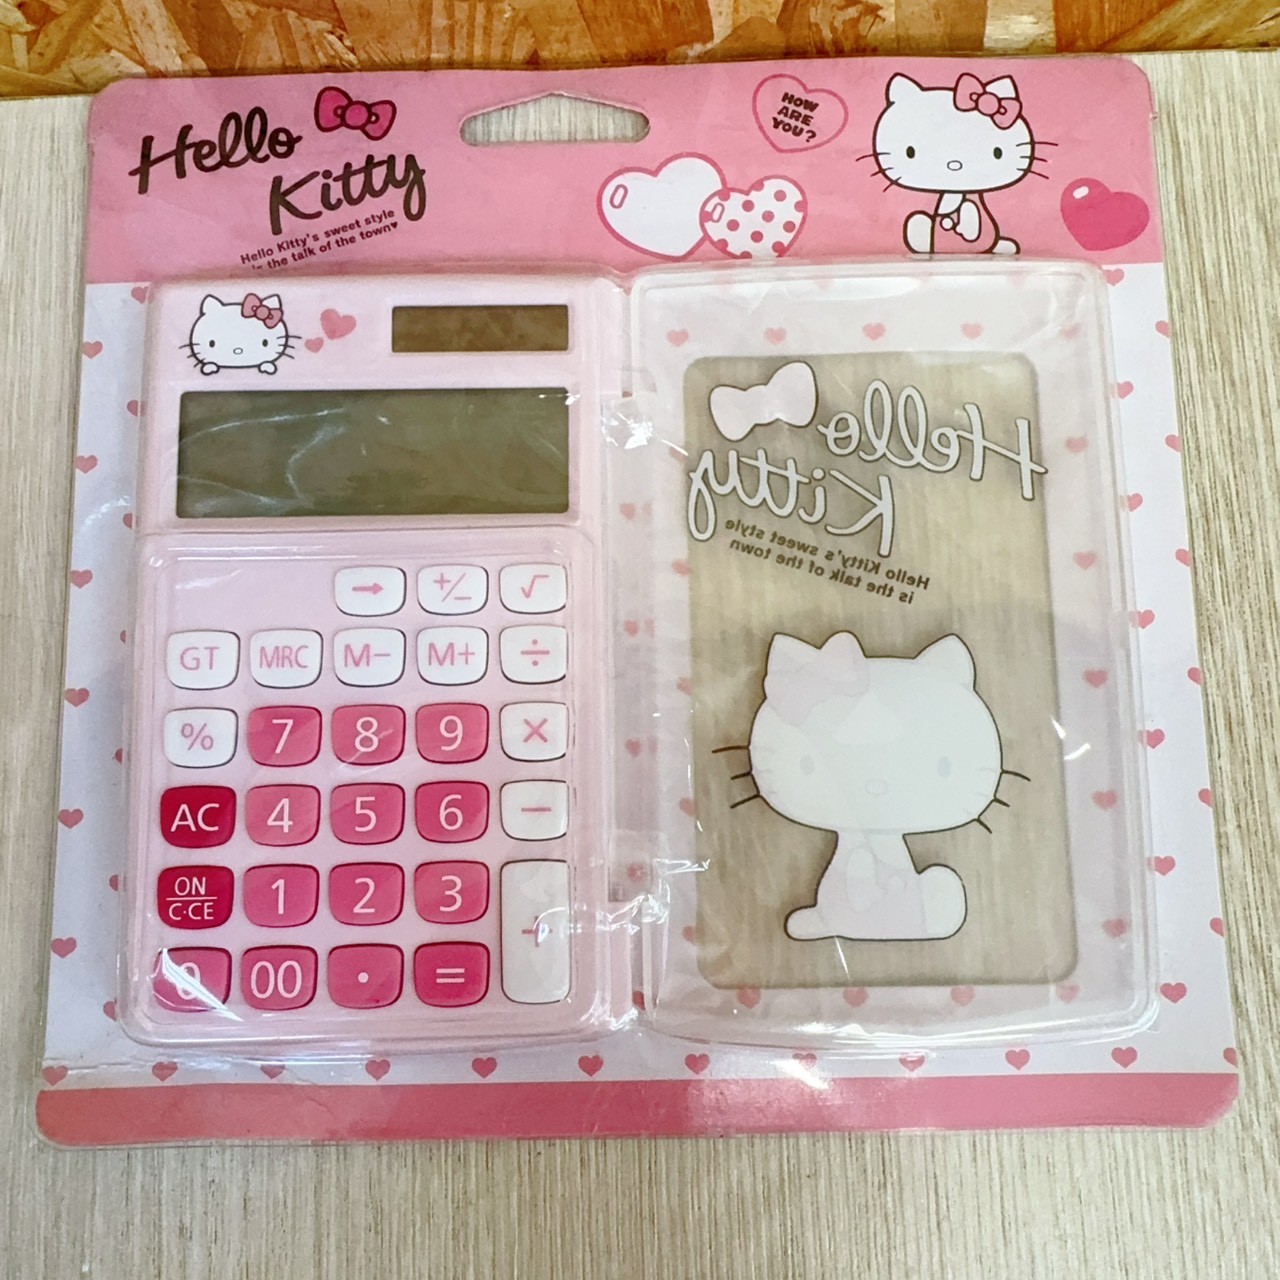 Hello
Kitty
Hello Kitty's sweet style
is the talk of the town♥
HOW
ARE
YOU?
Hello
Kitty
Hello Kitty's sweet style
is the talk of the town
→ +/− √
GT MRC M− M+ ÷
% 7 8 9 ×
AC 4 5 6 −
ON
C·CE 1 2 3 +
0 00 · =